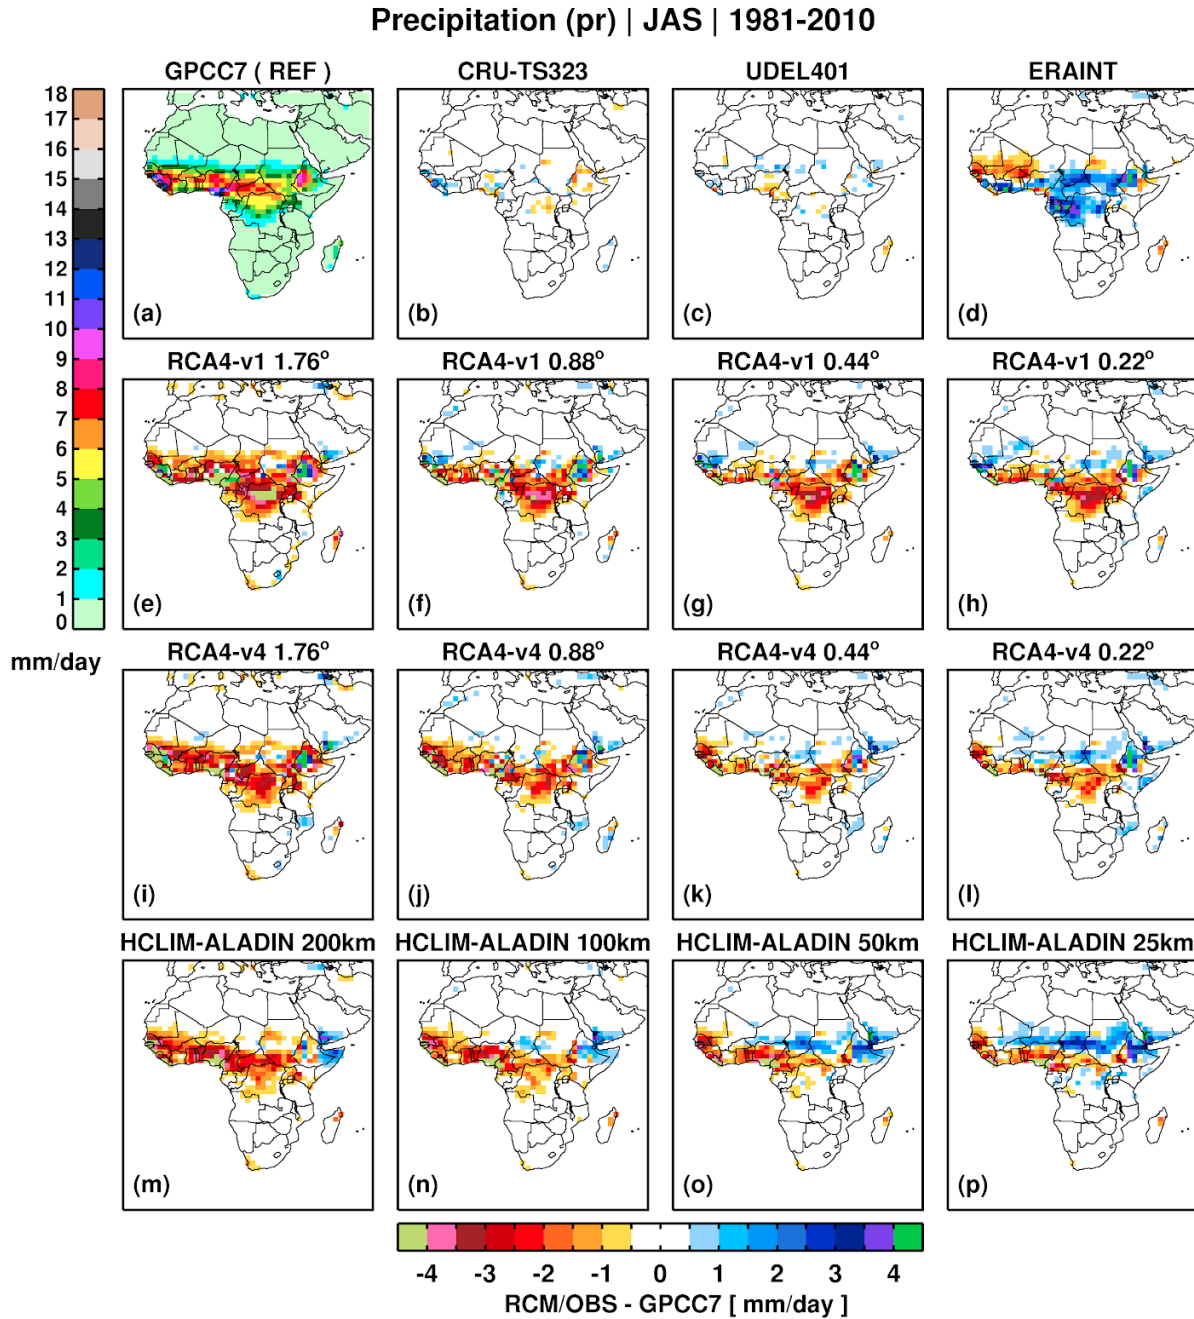 Precipitation (pr) | JAS | 1981-2010
GPCC7 ( REF )
CRU-TS323
UDEL401
ERAINT
18
17
16
15
14
13
12
11
10
9
8
7
6
5
4
3
2
1
0
mm/day
(a)
(b)
(c)
(d)
RCA4-v1 1.76°
RCA4-v1 0.88°
RCA4-v1 0.44°
RCA4-v1 0.22°
(e)
(f)
(g)
(h)
RCA4-v4 1.76°
RCA4-v4 0.88°
RCA4-v4 0.44°
RCA4-v4 0.22°
(i)
(j)
(k)
(l)
HCLIM-ALADIN 200km
HCLIM-ALADIN 100km
HCLIM-ALADIN 50km
HCLIM-ALADIN 25km
(m)
(n)
(o)
(p)
-4 -3 -2 -1 0 1 2 3 4
RCM/OBS - GPCC7 [ mm/day ]